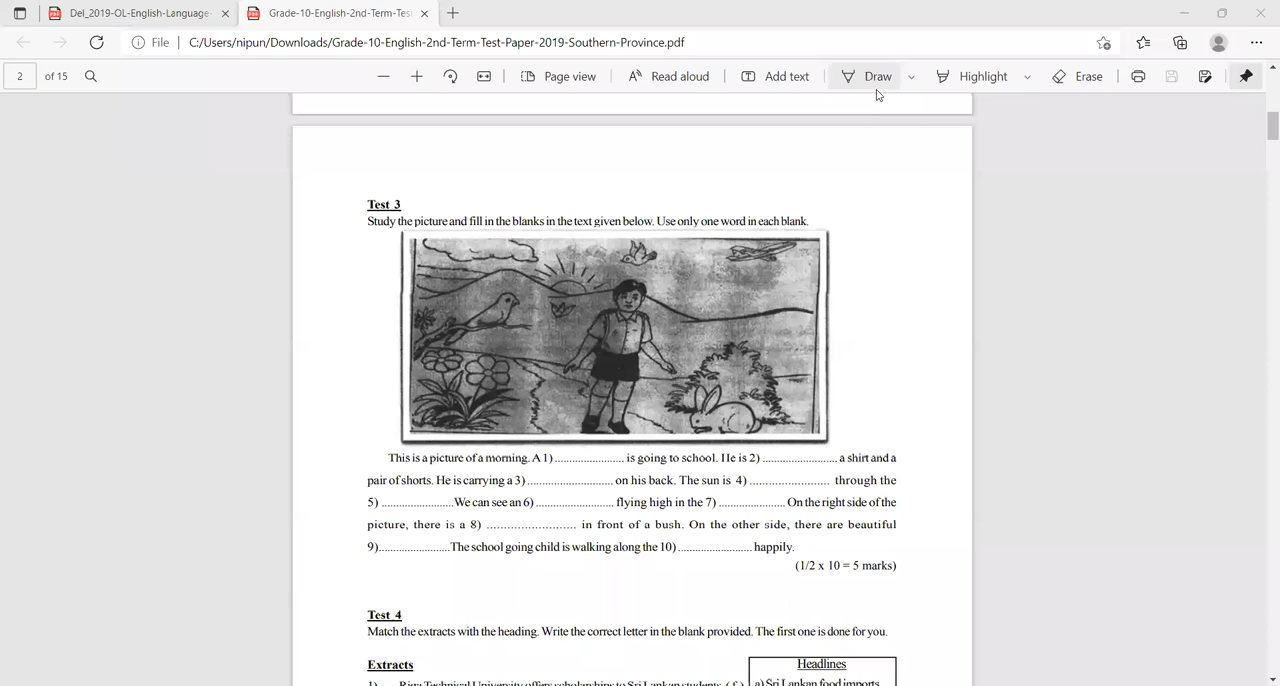 Del_2019-OL-English-Language-
Grade-10-English-2nd-Term-Test
File C:/Users/nipun/Downloads/Grade-10-English-2nd-Term-Test-Paper-2019-Southern-Province.pdf
2 of 15 Page view Read aloud Add text Draw Highlight Erase
Test 3
Study the picture and fill in the blanks in the text given below. Use only one word in each blank.
This is a picture of a morning. A 1) ........................ is going to school. He is 2) .......................... a shirt and a
pair of shorts. He is carrying a 3) .............................. on his back. The sun is 4) ........................ through the
5) .........................We can see an 6) ........................... flying high in the 7) ....................... On the right side of the
picture, there is a 8) .......................... in front of a bush. On the other side, there are beautiful
9).........................The school going child is walking along the 10) .......................... happily.
(1/2 x 10 = 5 marks)
Test 4
Match the extracts with the heading. Write the correct letter in the blank provided. The first one is done for you.
Extracts
Headlines
1) Riga Technical University offers scholarships to Sri Lankan students. ( f )
a) Sri Lankan food imports